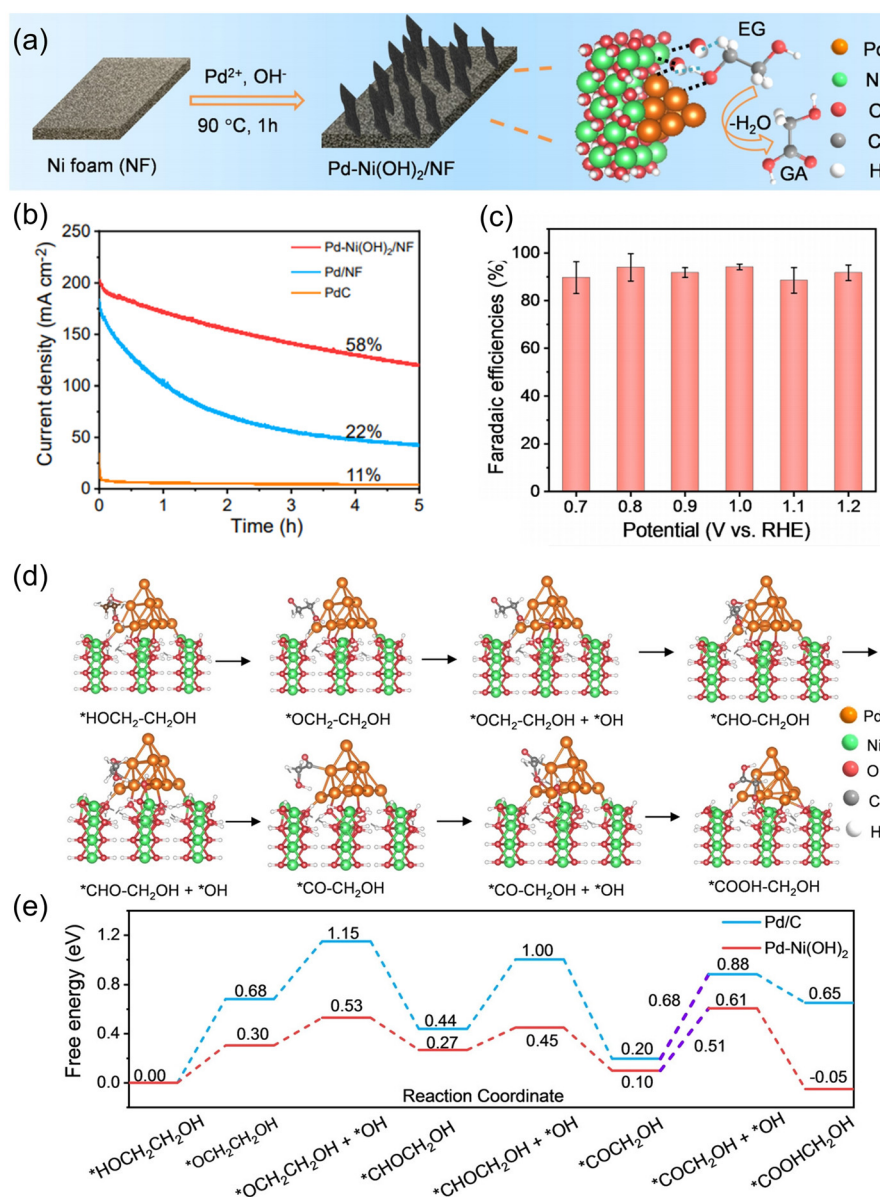 (a)
Ni foam (NF)
Pd²⁺, OH⁻
90 °C, 1h
Pd-Ni(OH)₂/NF
EG
-H₂O
GA
Pd
Ni
O
C
H
(b)
Current density (mA cm⁻²)
250
200
150
100
50
0
Pd-Ni(OH)₂/NF
Pd/NF
PdC
58%
22%
11%
0 1 2 3 4 5
Time (h)
(c)
Faradaic efficiencies (%)
100
80
60
40
20
0
0.7 0.8 0.9 1.0 1.1 1.2
Potential (V vs. RHE)
(d)
*HOCH₂-CH₂OH
*OCH₂-CH₂OH
*OCH₂-CH₂OH + *OH
*CHO-CH₂OH
*CHO-CH₂OH + *OH
*CO-CH₂OH
*CO-CH₂OH + *OH
*COOH-CH₂OH
Pd
Ni
O
C
H
(e)
Free energy (eV)
1.2
0.8
0.4
0.0
Pd/C
Pd-Ni(OH)₂
0.00
0.68
0.30
1.15
0.53
0.44
0.27
1.00
0.45
0.20
0.10
0.68
0.51
0.88
0.61
0.65
-0.05
Reaction Coordinate
*HOCH₂CH₂OH
*OCH₂CH₂OH
*OCH₂CH₂OH + *OH
*CHOCH₂OH
*CHOCH₂OH + *OH
*COCH₂OH
*COCH₂OH + *OH
*COOHCH₂OH